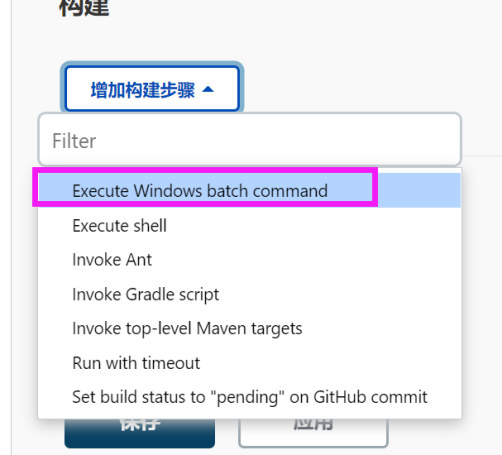 构建
增加构建步骤
Filter
Execute Windows batch command
Execute shell
Invoke Ant
Invoke Gradle script
Invoke top-level Maven targets
Run with timeout
Set build status to "pending" on GitHub commit
保存
应用